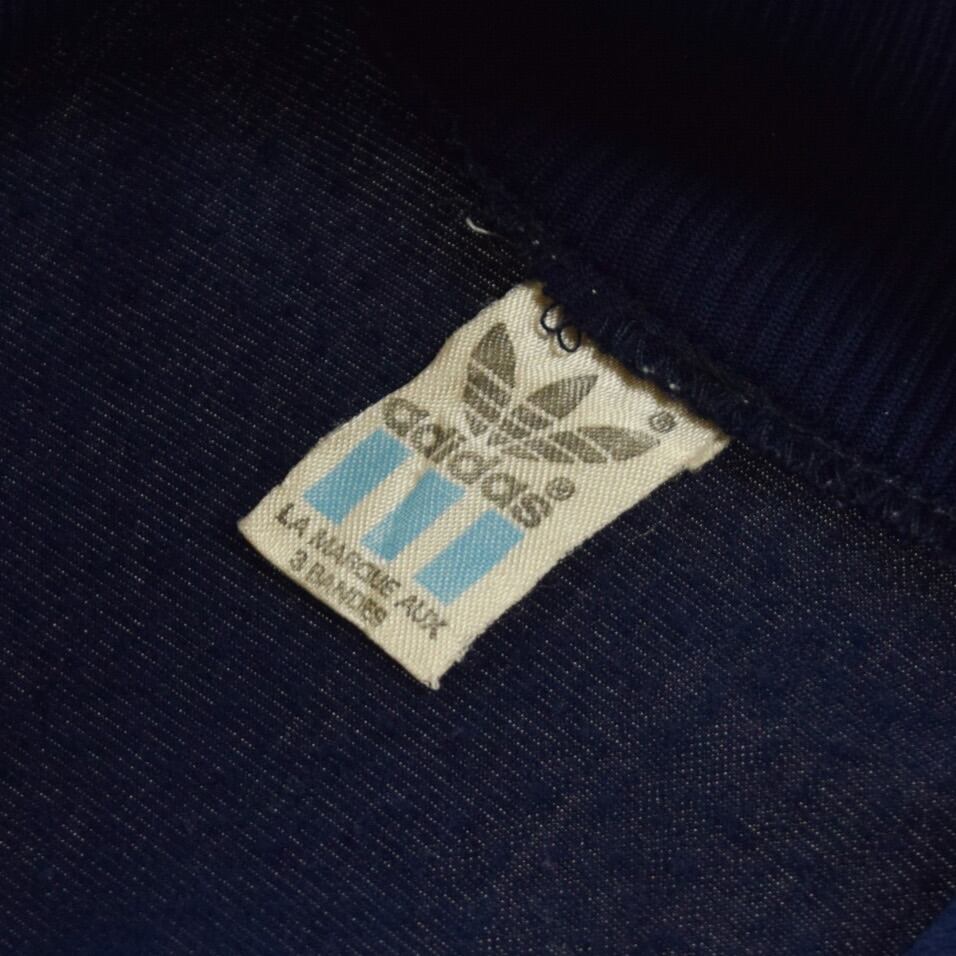 ®
adidas®
LA MARQUE AUX
3 BANDES